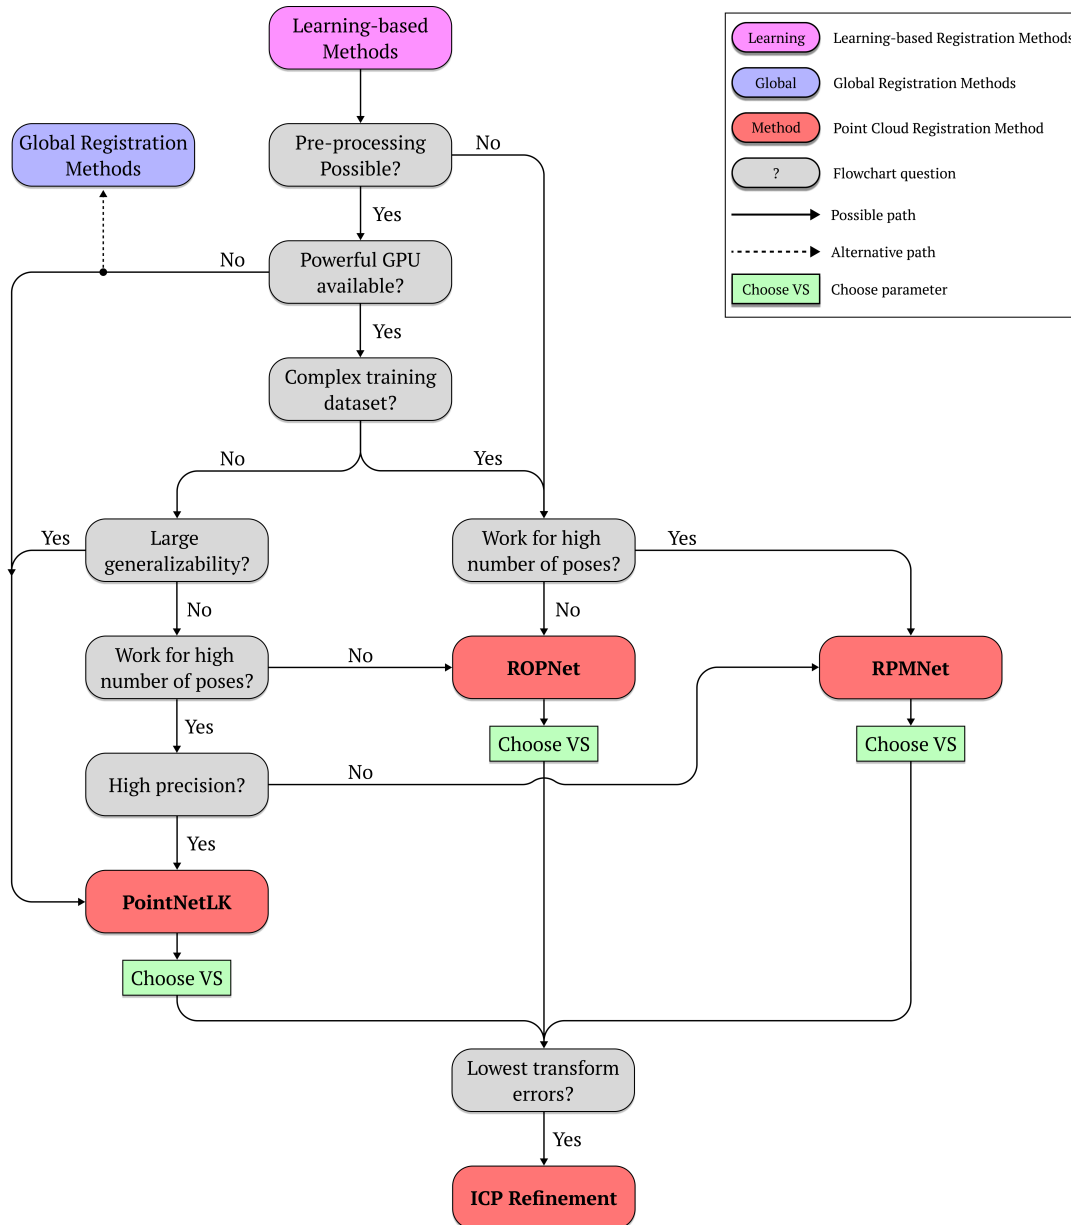 Learning-based
Methods
Learning
Learning-based Registration Methods
Global
Global Registration Methods
Method
Point Cloud Registration Method
?
Flowchart question
Possible path
Alternative path
Choose VS
Choose parameter
Global Registration
Methods
Pre-processing
Possible?
No
Yes
Powerful GPU
available?
No
Yes
Complex training
dataset?
No
Yes
Large
generalizability?
Yes
No
Work for high
number of poses?
Yes
No
Work for high
number of poses?
No
Yes
ROPNet
Choose VS
RPMNet
Choose VS
High precision?
No
Yes
PointNetLK
Choose VS
Lowest transform
errors?
Yes
ICP Refinement